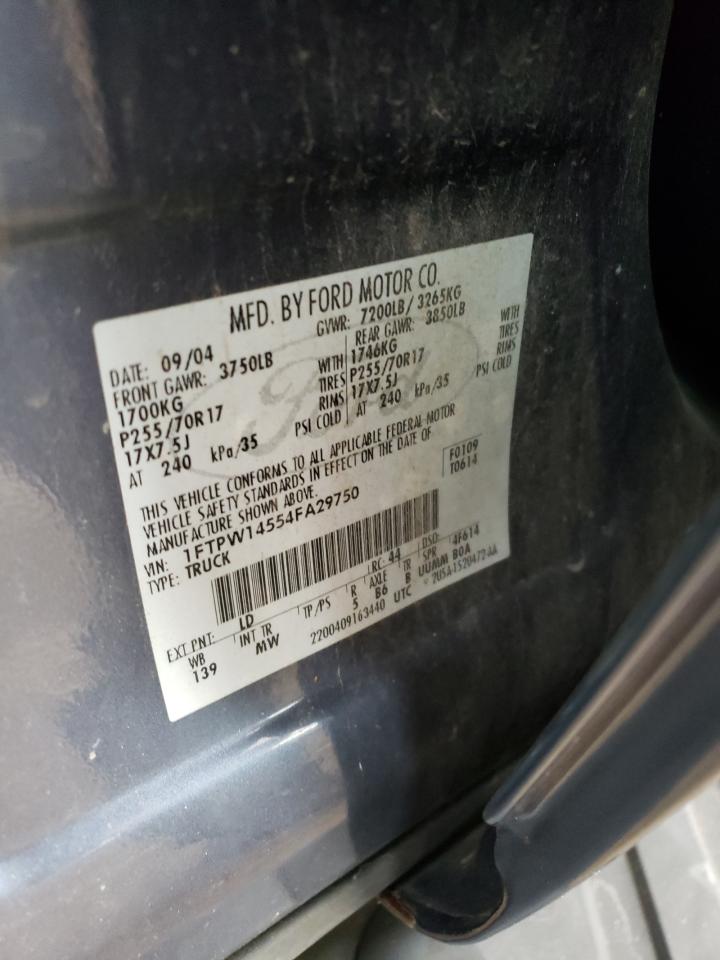 MFD. BY FORD MOTOR CO.
DATE: 09/04 GVWR: 7200LB/ 3265KG
FRONT GAWR: 3750LB REAR GAWR: 3850LB
1700KG WITH 1746KG WITH
P255/70R17 TIRES P255/70R17 TIRES
17X7.5J RIMS 17X7.5J RIMS
AT 240 kPa/35 PSI COLD AT 240 kPa/35 PSI COLD
THIS VEHICLE CONFORMS TO ALL APPLICABLE FEDERAL MOTOR
VEHICLE SAFETY STANDARDS IN EFFECT ON THE DATE OF
MANUFACTURE SHOWN ABOVE.
F0109
T0614
VIN: 1FTPW14554FA29750
TYPE: TRUCK
EXT PNT: LD RC: 44 DSO: 4F614
WB INT TR TP/PS R AXLE TR SPR
139 MW 5 B6 B UUMM BOA
2200409163440 UTC
Ford